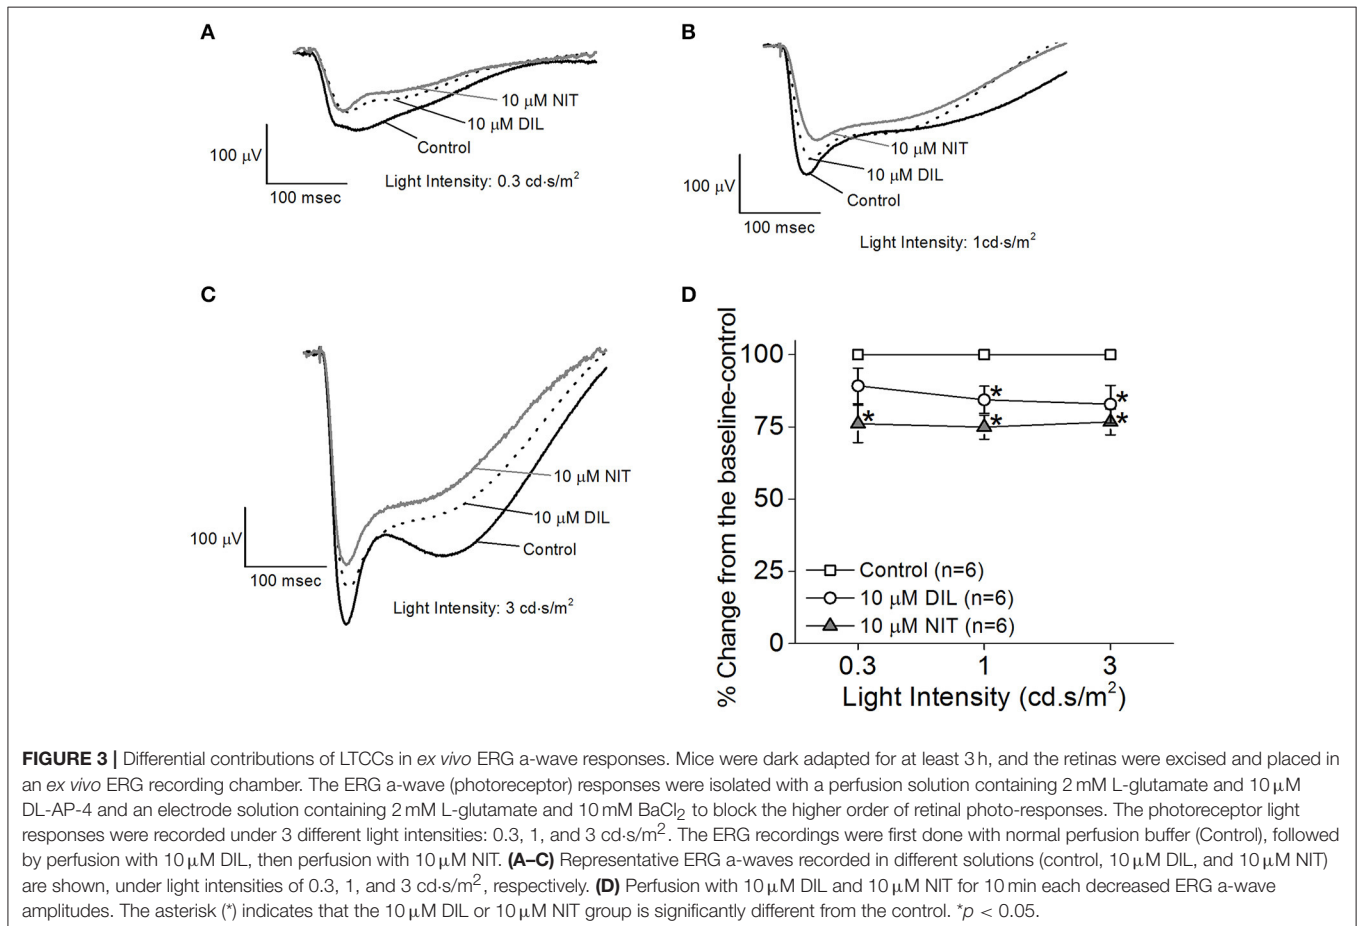 A
10 μM NIT
10 μM DIL
Control
100 μV
100 msec
Light Intensity: 0.3 cd·s/m²
B
10 μM NIT
10 μM DIL
Control
100 μV
100 msec
Light Intensity: 1cd·s/m²
C
10 μM NIT
10 μM DIL
Control
100 μV
100 msec
Light Intensity: 3 cd·s/m²
D
% Change from the baseline-control
100
75
50
25
0
* *
* * *
Control (n=6)
10 μM DIL (n=6)
10 μM NIT (n=6)
0.3 1 3
Light Intensity (cd.s/m²)
FIGURE 3 | Differential contributions of LTCCs in ex vivo ERG a-wave responses. Mice were dark adapted for at least 3 h, and the retinas were excised and placed in
an ex vivo ERG recording chamber. The ERG a-wave (photoreceptor) responses were isolated with a perfusion solution containing 2 mM L-glutamate and 10 μM
DL-AP-4 and an electrode solution containing 2 mM L-glutamate and 10 mM BaCl₂ to block the higher order of retinal photo-responses. The photoreceptor light
responses were recorded under 3 different light intensities: 0.3, 1, and 3 cd·s/m². The ERG recordings were first done with normal perfusion buffer (Control), followed
by perfusion with 10 μM DIL, then perfusion with 10 μM NIT. (A–C) Representative ERG a-waves recorded in different solutions (control, 10 μM DIL, and 10 μM NIT)
are shown, under light intensities of 0.3, 1, and 3 cd·s/m², respectively. (D) Perfusion with 10 μM DIL and 10 μM NIT for 10 min each decreased ERG a-wave
amplitudes. The asterisk (*) indicates that the 10 μM DIL or 10 μM NIT group is significantly different from the control. *p < 0.05.